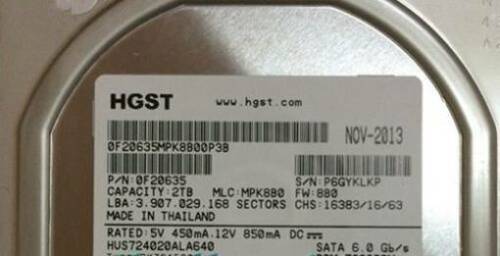 HGST www.hgst.com
0F20635MPK8800P3B
NOV-2013
P/N: 0F20635 S/N: P6GYKLKP
CAPACITY: 2TB MLC: MPK880 FW: 880
LBA: 3.907.029.168 SECTORS CHS: 16383/16/63
MADE IN THAILAND
RATED: 5V 450mA.12V 850mA DC
HUS724020ALA640 SATA 6.0 Gb/s